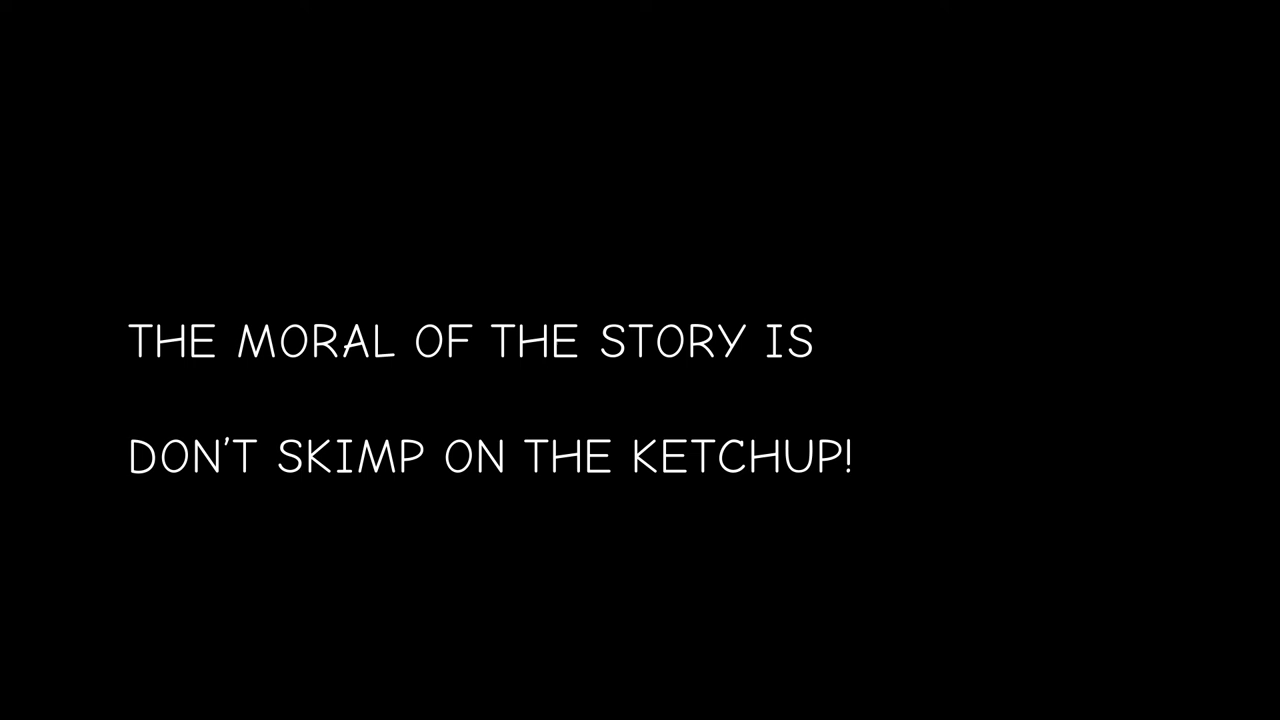 THE MORAL OF THE STORY IS
DON'T SKIMP ON THE KETCHUP!